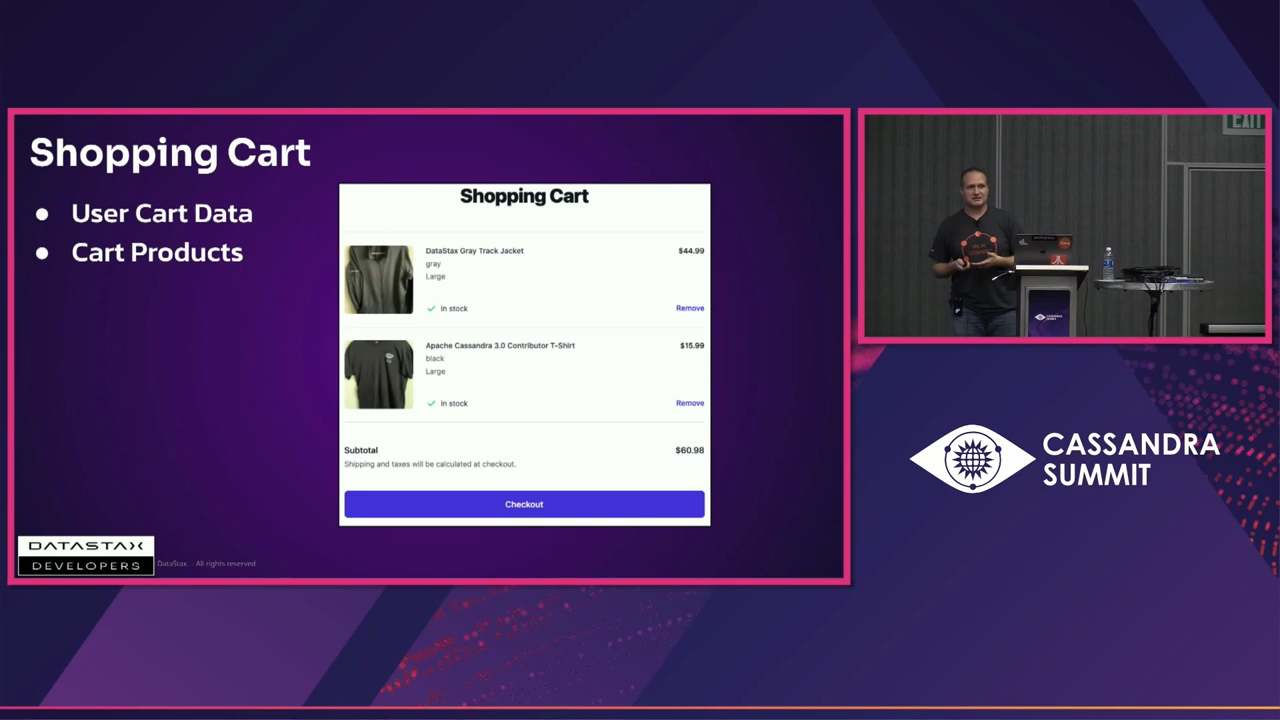 Shopping Cart
● User Cart Data
● Cart Products
Shopping Cart
DataStax Gray Track Jacket $44.99
gray
Large
In stock Remove
Apache Cassandra 3.0 Contributor T-Shirt $15.99
black
Large
In stock Remove
Subtotal $60.98
Shipping and taxes will be calculated at checkout.
Checkout
DATASTAX
DEVELOPERS
DataStax. All rights reserved
EXIT
CASSANDRA
SUMMIT